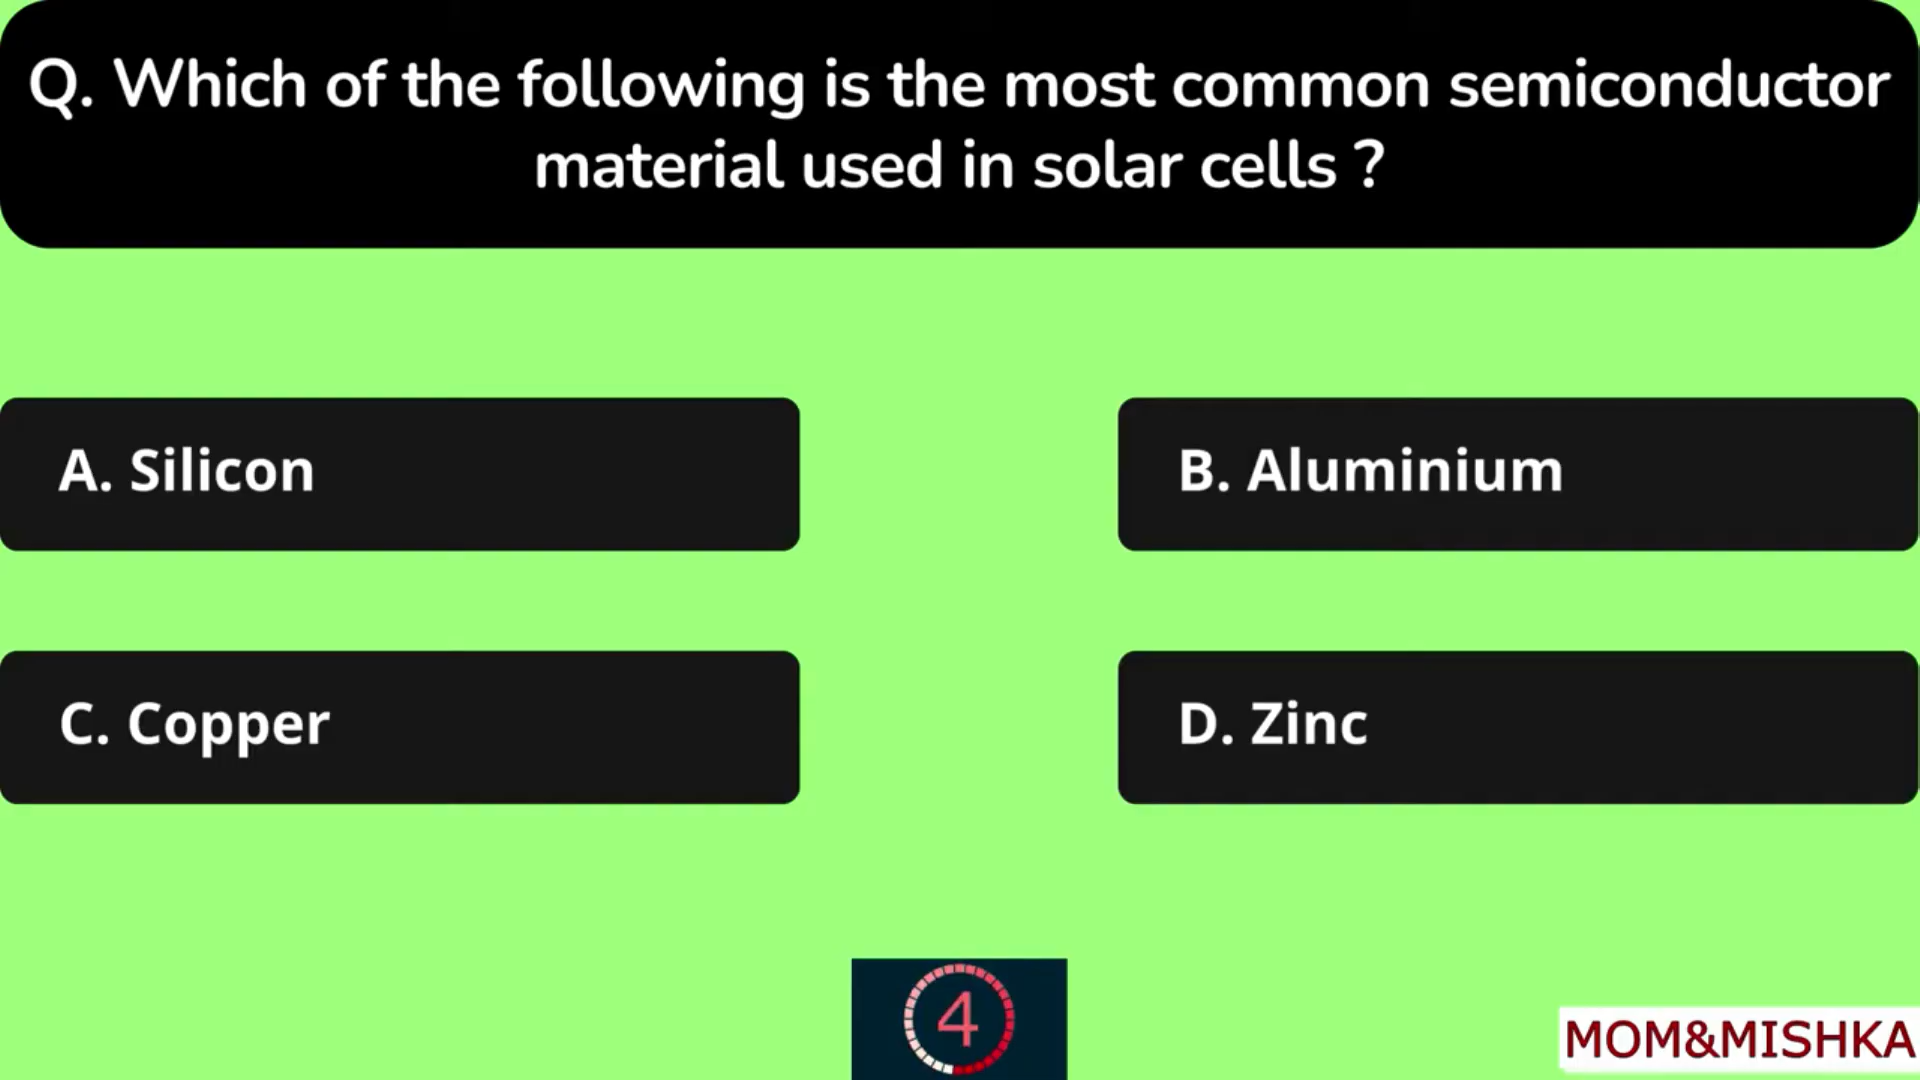 Q. Which of the following is the most common semiconductor
material used in solar cells ?
A. Silicon
B. Aluminium
C. Copper
D. Zinc
4
MOM&MISHKA